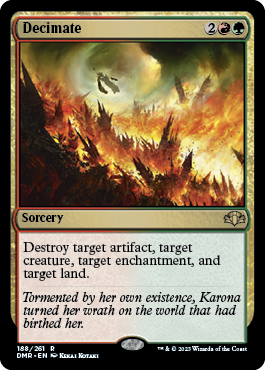 Decimate 2
Sorcery
Destroy target artifact, target
creature, target enchantment, and
target land.
Tormented by her own existence, Karona
turned her wrath on the world that had
birthed her.
188/261 R
DMR • EN Kekai Kotaki ™ & © 2023 Wizards of the Coast